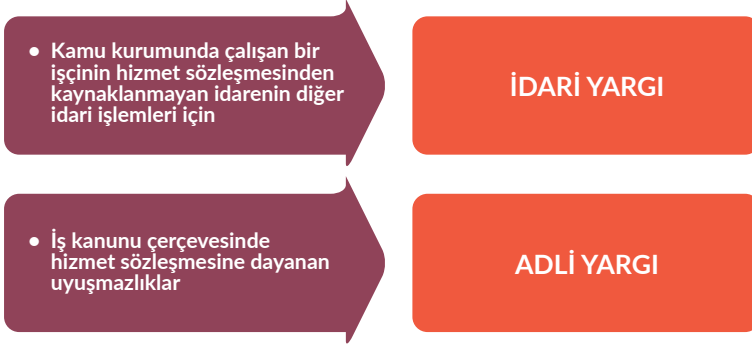 • Kamu kurumunda çalışan bir
işçinin hizmet sözleşmesinden
kaynaklanmayan idarenin diğer
idari işlemleri için
İDARİ YARGI
• İş kanunu çerçevesinde
hizmet sözleşmesine dayanan
uyuşmazlıklar
ADLİ YARGI